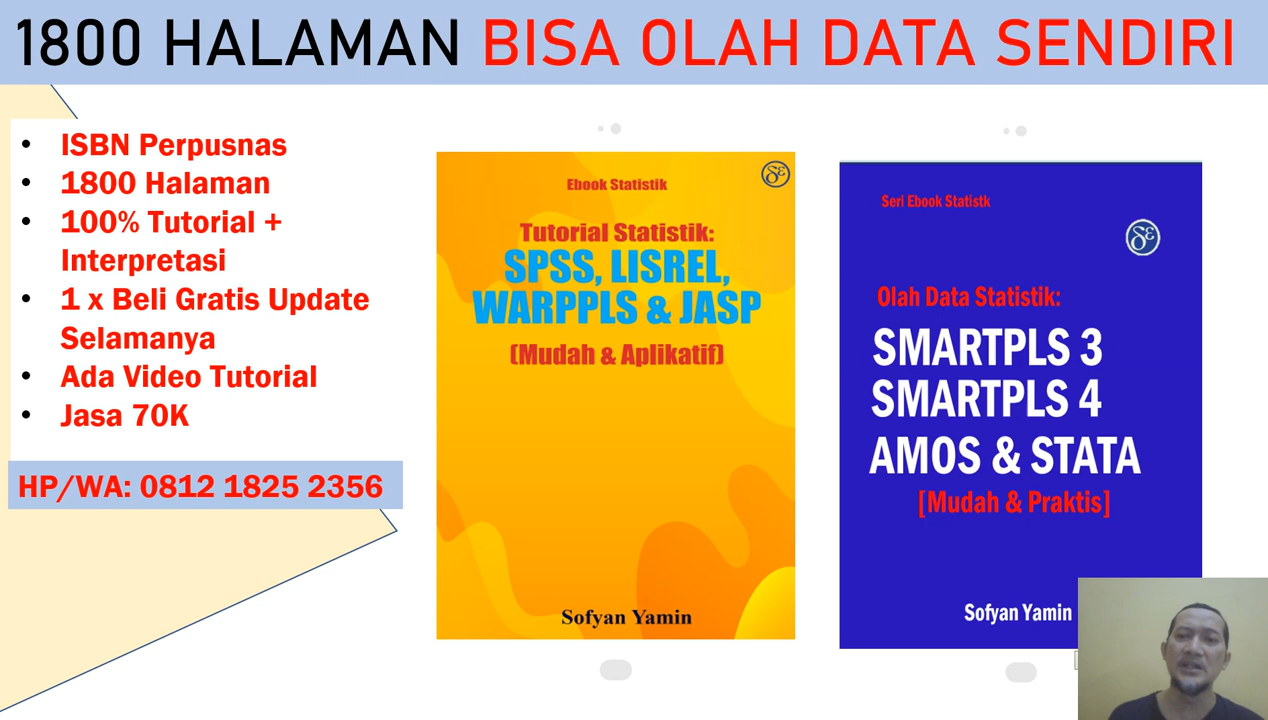 1800 HALAMAN BISA OLAH DATA SENDIRI
• ISBN Perpusnas
• 1800 Halaman
• 100% Tutorial +
Interpretasi
• 1 x Beli Gratis Update
Selamanya
• Ada Video Tutorial
• Jasa 70K
HP/WA: 0812 1825 2356
Ebook Statistik
Tutorial Statistik:
SPSS, LISREL,
WARPPLS & JASP
(Mudah & Aplikatif)
Sofyan Yamin
Seri Ebook Statistk
Olah Data Statistik:
SMARTPLS 3
SMARTPLS 4
AMOS & STATA
[Mudah & Praktis]
Sofyan Yamin